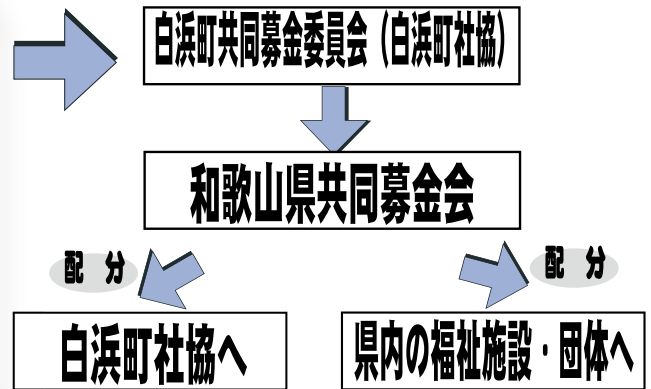 白浜町共同募金委員会（白浜町社協）
和歌山県共同募金会
配　分
配　分
白浜町社協へ
県内の福祉施設・団体へ